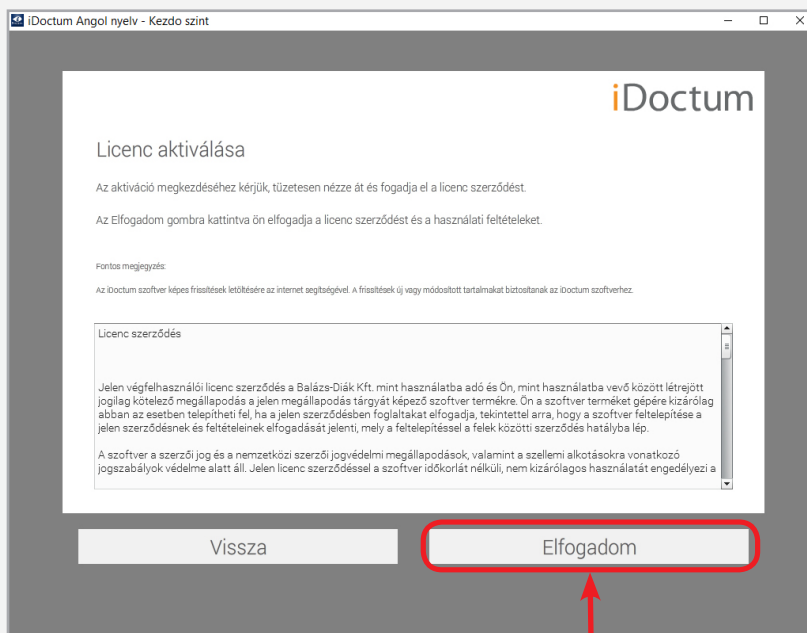 iDoctum Angol nyelv - Kezdo szint
iDoctum
Licenc aktiválása
Az aktiváció megkezdéséhez kérjük, tüzetesen nézze át és fogadja el a licenc szerződést.
Az Elfogadom gombra kattintva ön elfogadja a licenc szerződést és a használati feltételeket.
Fontos megjegyzés:
Az iDoctum szoftver képes frissítések letöltésére az internet segítségével. A frissítések új vagy módosított tartalmakat biztosítanak az iDoctum szoftverhez.
Licenc szerződés
Jelen végfelhasználói licenc szerződés a Balázs-Diák Kft. mint használatba adó és Ön, mint használatba vevő között létrejött
jogilag kötelező megállapodás a jelen megállapodás tárgyát képező szoftver termékre. Ön a szoftver terméket gépére kizárólag
abban az esetben telepítheti fel, ha a jelen szerződésben foglaltakat elfogadja, tekintettel arra, hogy a szoftver feltelepítése a
jelen szerződésnek és feltételeinek elfogadását jelenti, mely a feltelepítéssel a felek közötti szerződés hatályba lép.
A szoftver a szerzői jog és a nemzetközi szerzői jogvédelmi megállapodások, valamint a szellemi alkotásokra vonatkozó
jogszabályok védelme alatt áll. Jelen licenc szerződéssel a szoftver időkorlát nélküli, nem kizárólagos használatát engedélyezi a
Vissza
Elfogadom